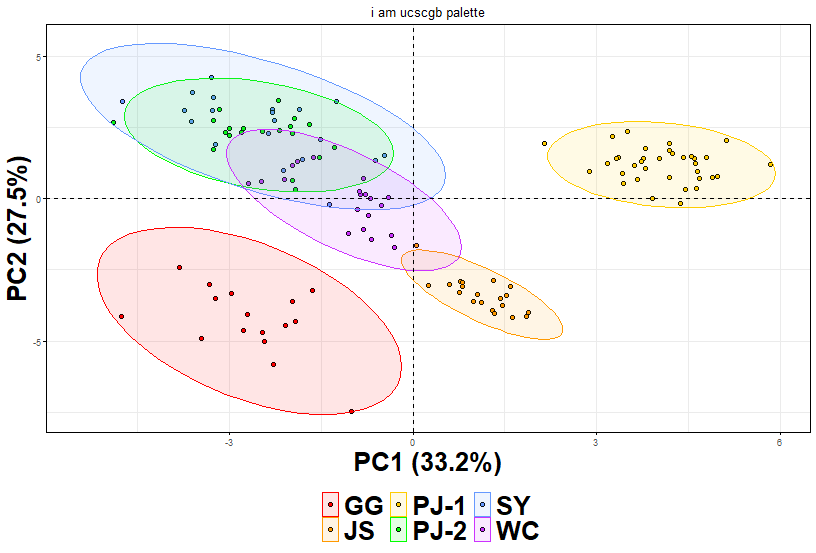 i am ucscgb palette
PC2 (27.5%)
5
0
-5
-3
0
3
6
PC1 (33.2%)
GG PJ-1 SY
JS PJ-2 WC